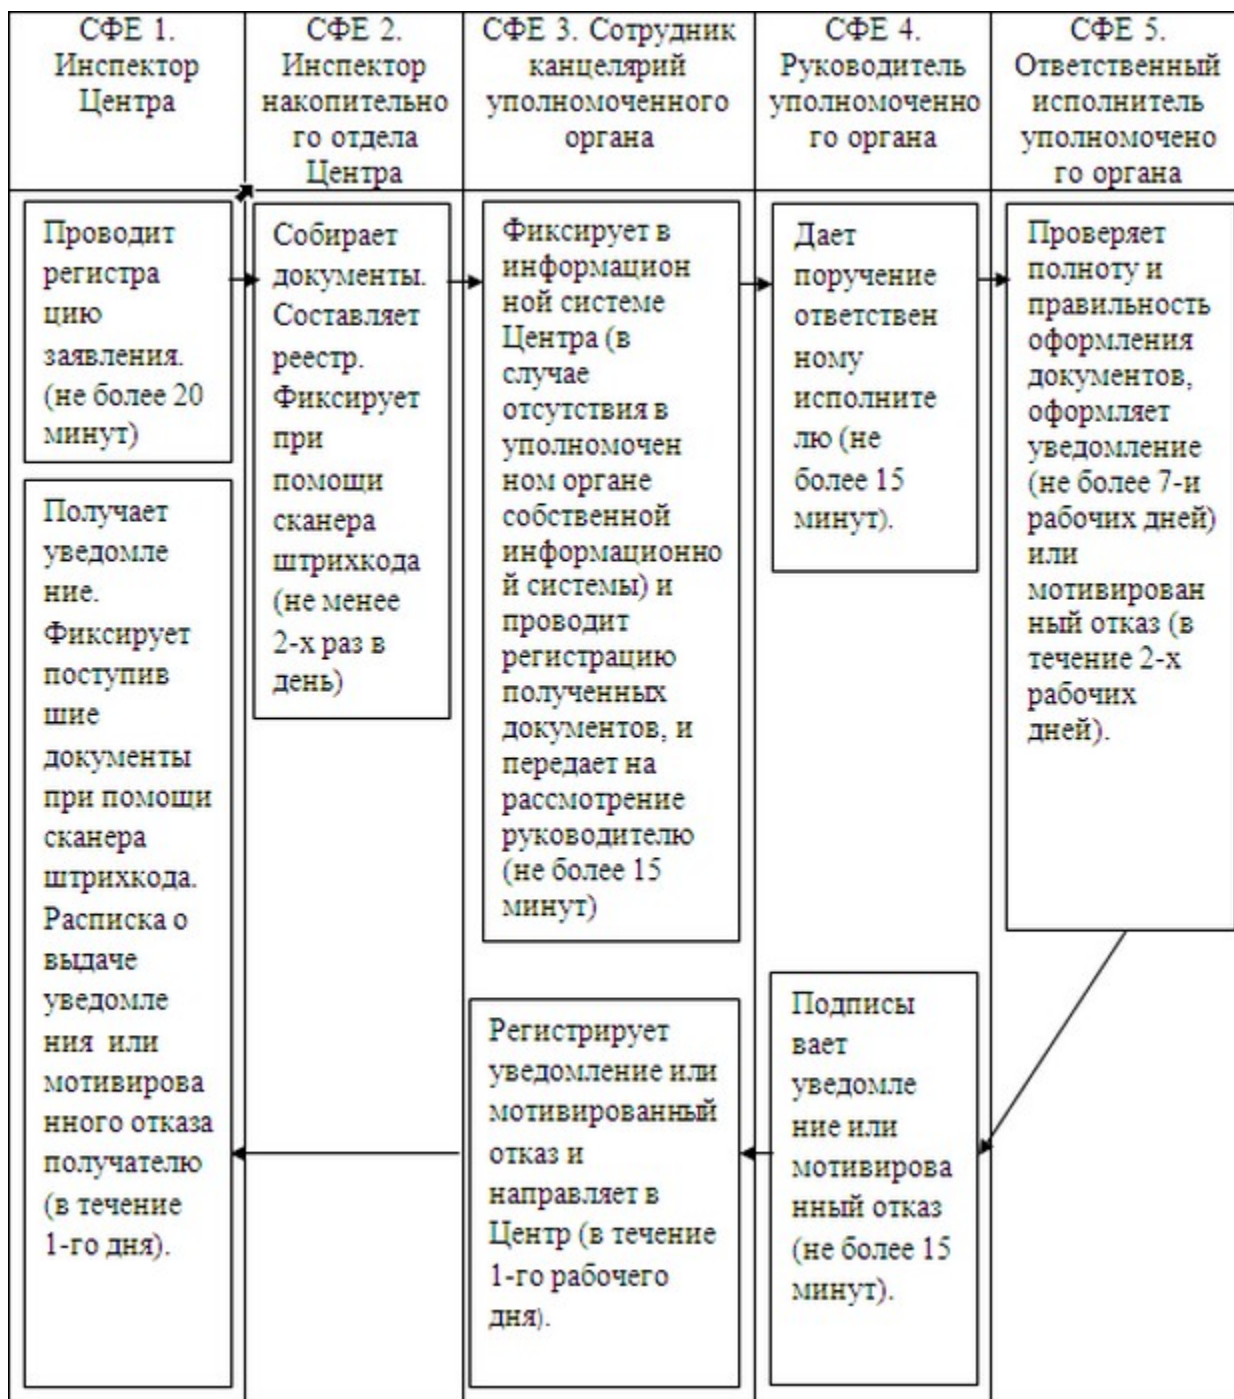 СФЕ 1.
Инспектор
Центра
СФЕ 2.
Инспектор
накопительно
го отдела
Центра
СФЕ 3. Сотрудник
канцелярий
уполномоченного
органа
СФЕ 4.
Руководитель
уполномоченно
го органа
СФЕ 5.
Ответственный
исполнитель
уполномочено
го органа
Проводит
регистра
цию
заявления.
(не более 20
минут)
Собирает
документы.
Составляет
реестр.
Фиксирует
при
помощи
сканера
штрихкода
(не менее
2-х раз в
день)
Фиксирует в
информацион
ной системе
Центра (в
случае
отсутствия в
уполномочен
ном органе
собственной
информационно
й системы) и
проводит
регистрацию
полученных
документов, и
передает на
рассмотрение
руководителю
(не более 15
минут)
Дает
поручение
ответствен
ному
исполните
лю (не
более 15
минут).
Проверяет
полноту и
правильность
оформления
документов,
оформляет
уведомление
(не более 7-и
рабочих дней)
или
мотивирован
ный отказ (в
течение 2-х
рабочих
дней).
Подписы
вает
уведомле
ние или
мотивирова
нный отказ
(не более 15
минут).
Регистрирует
уведомление или
мотивированный
отказ и
направляет в
Центр (в течение
1-го рабочего
дня).
Получает
уведомле
ние.
Фиксирует
поступив
шие
документы
при помощи
сканера
штрихкода.
Расписка о
выдаче
уведомле
ния или
мотивирова
нного отказа
получателю
(в течение
1-го дня).